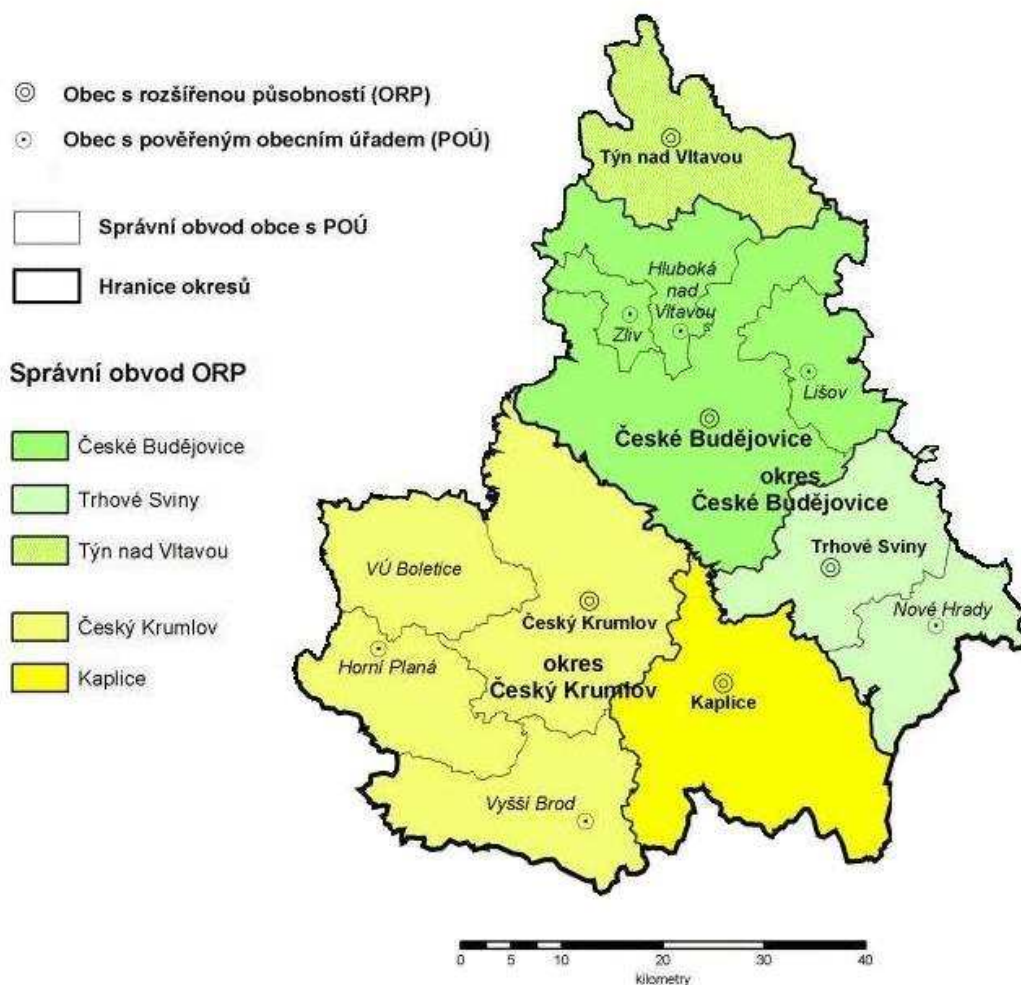 Obec s rozšířenou působností (ORP)
Obec s pověřeným obecním úřadem (POÚ)
Správní obvod obce s POÚ
Hranice okresů
Správní obvod ORP
České Budějovice
Trhové Sviny
Týn nad Vltavou
Český Krumlov
Kaplice
Týn nad Vltavou
Hluboká
nad
Vltavou
Zliv
Lišov
České Budějovice
okres
České Budějovice
Trhové Sviny
Nové Hrady
VÚ Boletice
Český Krumlov
Horní Planá
okres
Český Krumlov
Kaplice
Vyšší Brod
0 5 10 20 30 40
kilometry